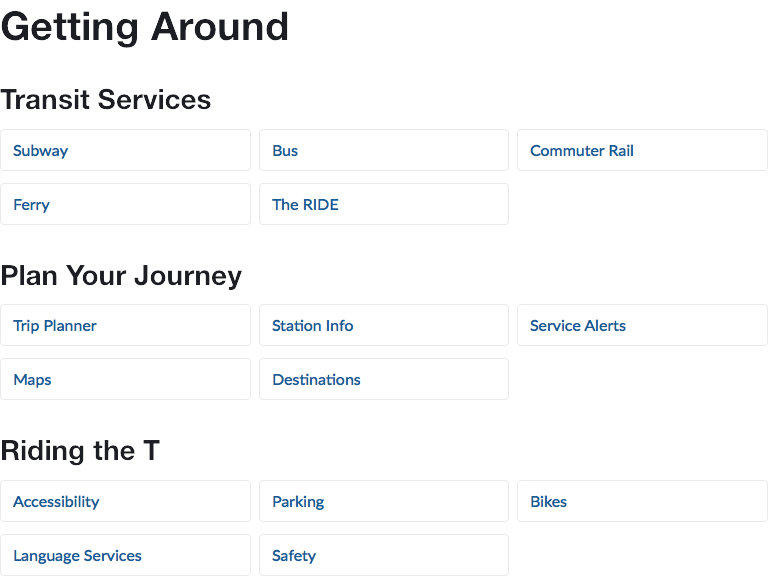 Getting Around
Transit Services
Subway
Bus
Commuter Rail
Ferry
The RIDE
Plan Your Journey
Trip Planner
Station Info
Service Alerts
Maps
Destinations
Riding the T
Accessibility
Parking
Bikes
Language Services
Safety